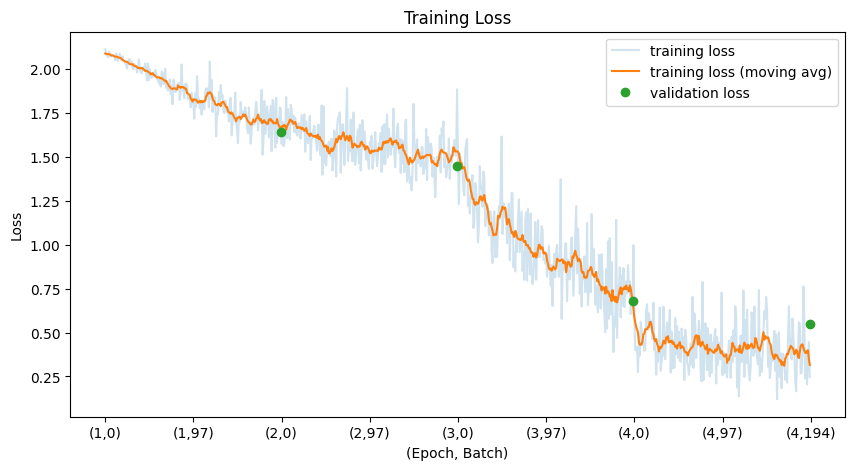 Training Loss
training loss
training loss (moving avg)
validation loss
Loss
2.00
1.75
1.50
1.25
1.00
0.75
0.50
0.25
(1,0) (1,97) (2,0) (2,97) (3,0) (3,97) (4,0) (4,97) (4,194)
(Epoch, Batch)